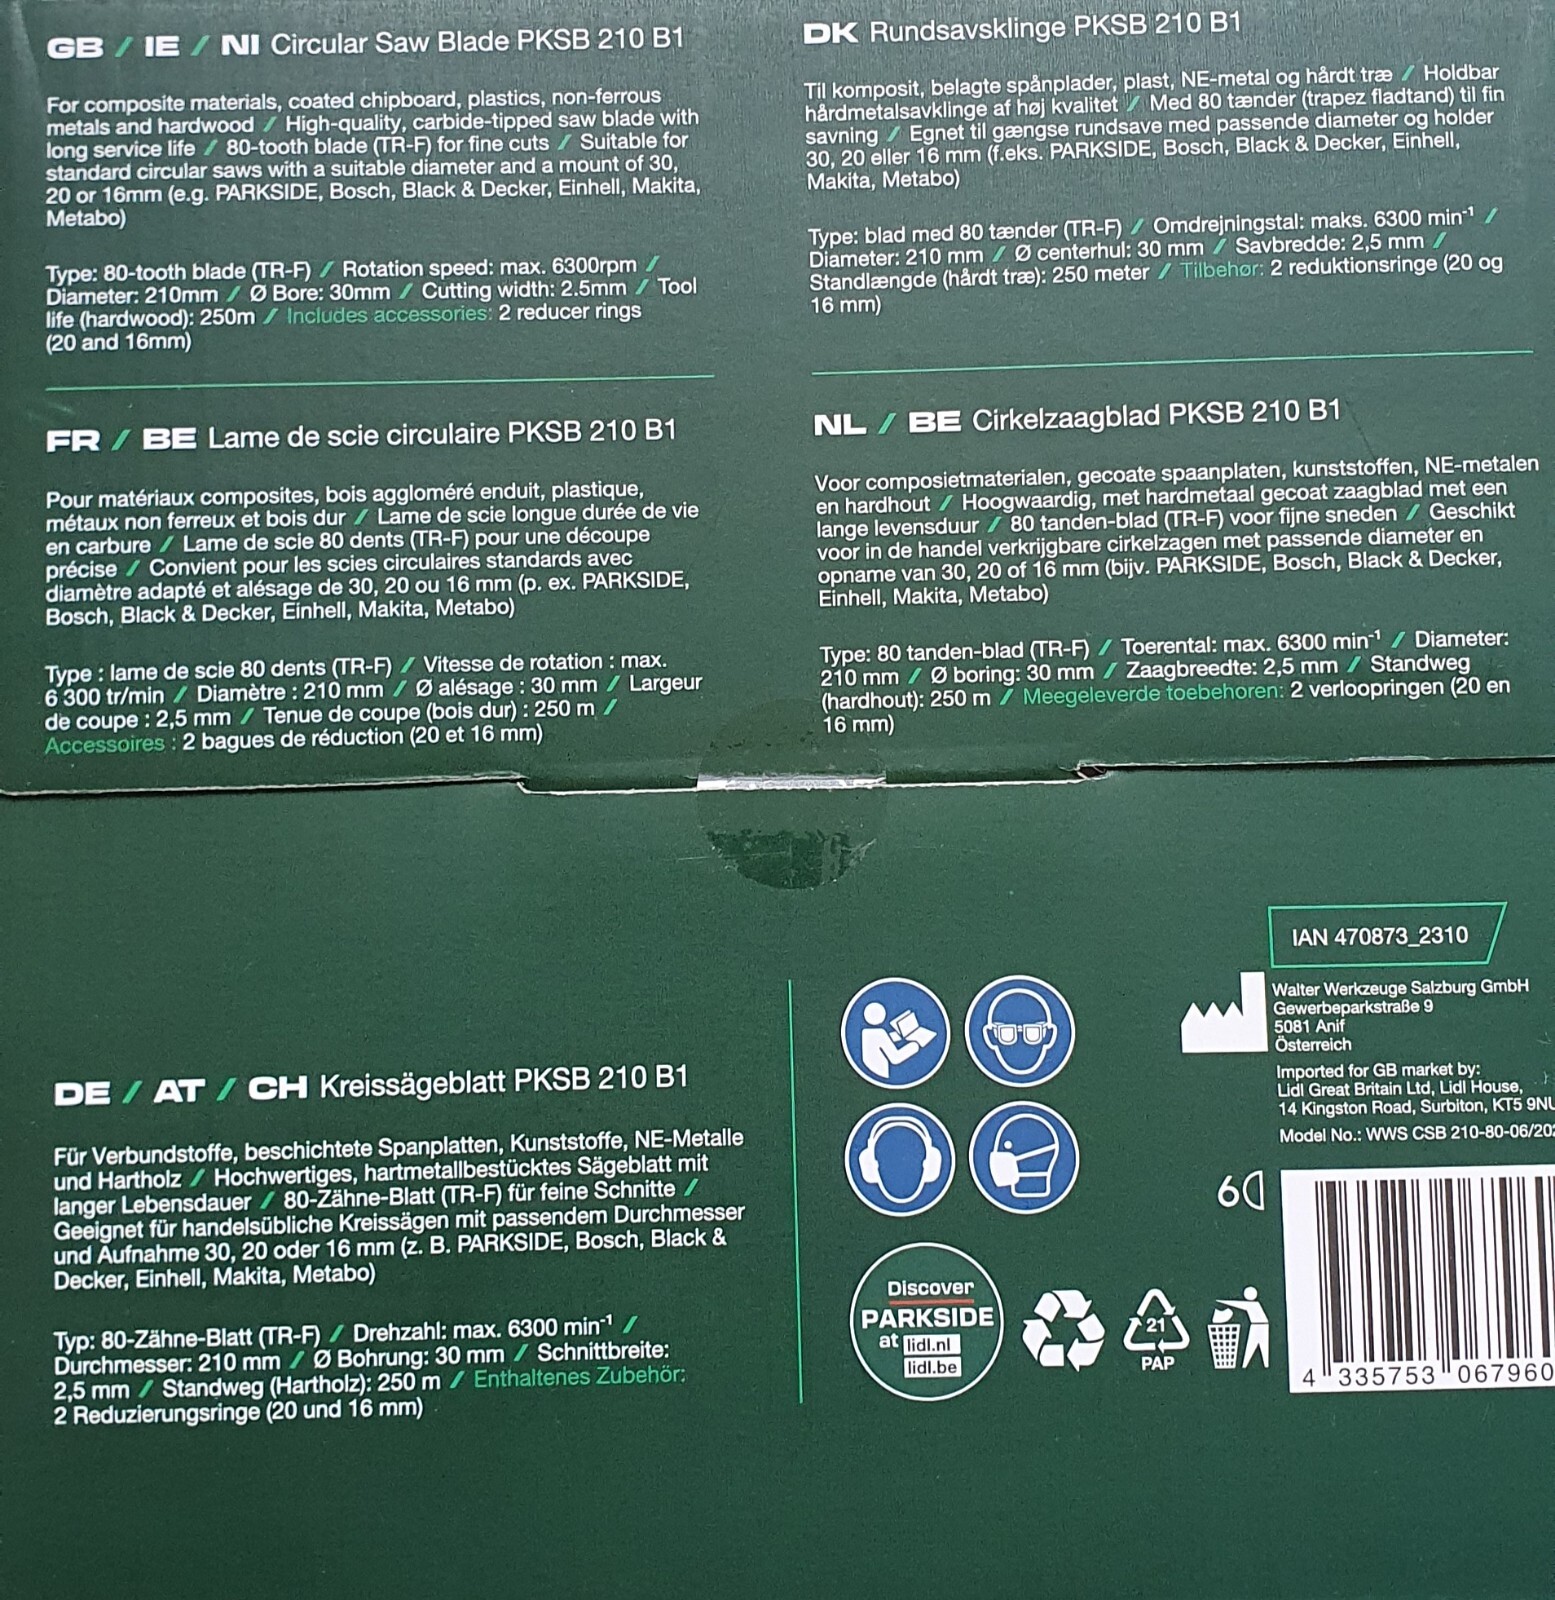 GB / IE / NI Circular Saw Blade PKSB 210 B1
For composite materials, coated chipboard, plastics, non-ferrous
metals and hardwood / High-quality, carbide-tipped saw blade with
long service life / 80-tooth blade (TR-F) for fine cuts / Suitable for
standard circular saws with a suitable diameter and a mount of 30,
20 or 16mm (e.g. PARKSIDE, Bosch, Black & Decker, Einhell, Makita,
Metabo)
Type: 80-tooth blade (TR-F) / Rotation speed: max. 6300rpm /
Diameter: 210mm / Ø Bore: 30mm / Cutting width: 2.5mm / Tool
life (hardwood): 250m / Includes accessories: 2 reducer rings
(20 and 16mm)
DK Rundsavsklinge PKSB 210 B1
Til komposit, belagte spånplader, plast, NE-metal og hårdt træ / Holdbar
hårdmetalsavklinge af høj kvalitet / Med 80 tænder (trapez fladtand) til fin
savning / Egnet til gængse rundsave med passende diameter og holder
30, 20 eller 16 mm (f.eks. PARKSIDE, Bosch, Black & Decker, Einhell,
Makita, Metabo)
Type: blad med 80 tænder (TR-F) / Omdrejningstal: maks. 6300 min⁻¹ /
Diameter: 210 mm / Ø centerhul: 30 mm / Savbredde: 2,5 mm /
Standlængde (hårdt træ): 250 meter / Tilbehør: 2 reduktionsringe (20 og
16 mm)
FR / BE Lame de scie circulaire PKSB 210 B1
Pour matériaux composites, bois aggloméré enduit, plastique,
métaux non ferreux et bois dur / Lame de scie longue durée de vie
en carbure / Lame de scie 80 dents (TR-F) pour une découpe
précise / Convient pour les scies circulaires standards avec
diamètre adapté et alésage de 30, 20 ou 16 mm (p. ex. PARKSIDE,
Bosch, Black & Decker, Einhell, Makita, Metabo)
Type : lame de scie 80 dents (TR-F) / Vitesse de rotation : max.
6 300 tr/min / Diamètre : 210 mm / Ø alésage : 30 mm / Largeur
de coupe : 2,5 mm / Tenue de coupe (bois dur) : 250 m /
Accessoires : 2 bagues de réduction (20 et 16 mm)
NL / BE Cirkelzaagblad PKSB 210 B1
Voor composietmaterialen, gecoate spaanplaten, kunststoffen, NE-metalen
en hardhout / Hoogwaardig, met hardmetaal gecoat zaagblad met een
lange levensduur / 80 tanden-blad (TR-F) voor fijne sneden / Geschikt
voor in de handel verkrijgbare cirkelzagen met passende diameter en
opname van 30, 20 of 16 mm (bijv. PARKSIDE, Bosch, Black & Decker,
Einhell, Makita, Metabo)
Type: 80 tanden-blad (TR-F) / Toerental: max. 6300 min⁻¹ / Diameter:
210 mm / Ø boring: 30 mm / Zaagbreedte: 2,5 mm / Standweg
(hardhout): 250 m / Meegeleverde toebehoren: 2 verloopringen (20 en
16 mm)
DE / AT / CH Kreissägeblatt PKSB 210 B1
Für Verbundstoffe, beschichtete Spanplatten, Kunststoffe, NE-Metalle
und Hartholz / Hochwertiges, hartmetallbestücktes Sägeblatt mit
langer Lebensdauer / 80-Zähne-Blatt (TR-F) für feine Schnitte /
Geeignet für handelsübliche Kreissägen mit passendem Durchmesser
und Aufnahme 30, 20 oder 16 mm (z. B. PARKSIDE, Bosch, Black &
Decker, Einhell, Makita, Metabo)
Typ: 80-Zähne-Blatt (TR-F) / Drehzahl: max. 6300 min⁻¹ /
Durchmesser: 210 mm / Ø Bohrung: 30 mm / Schnittbreite:
2,5 mm / Standweg (Hartholz): 250 m / Enthaltenes Zubehör:
2 Reduzierungsringe (20 und 16 mm)
IAN 470873_2310
Walter Werkzeuge Salzburg GmbH
Gewerbeparkstraße 9
5081 Anif
Österreich
Imported for GB market by:
Lidl Great Britain Ltd, Lidl House,
14 Kingston Road, Surbiton, KT5 9NU
Model No.: WWS CSB 210-80-06/202
6
Discover
PARKSIDE
at lidl.nl
lidl.be
21
PAP
4 335753 067960